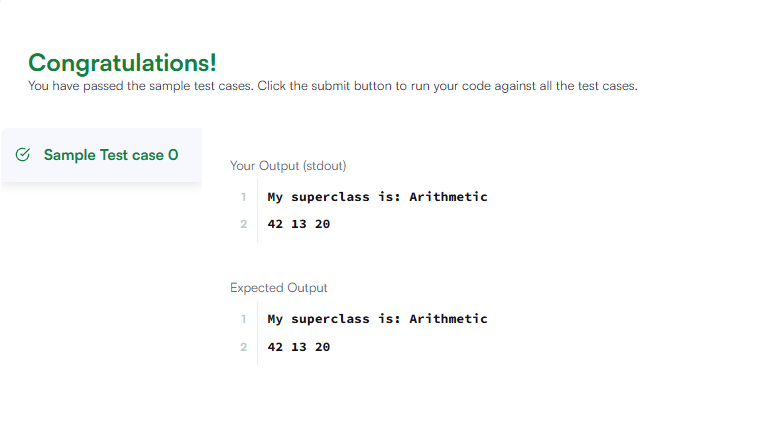 Congratulations!
You have passed the sample test cases. Click the submit button to run your code against all the test cases.
Sample Test case 0
Your Output (stdout)
1 My superclass is: Arithmetic
2 42 13 20
Expected Output
1 My superclass is: Arithmetic
2 42 13 20